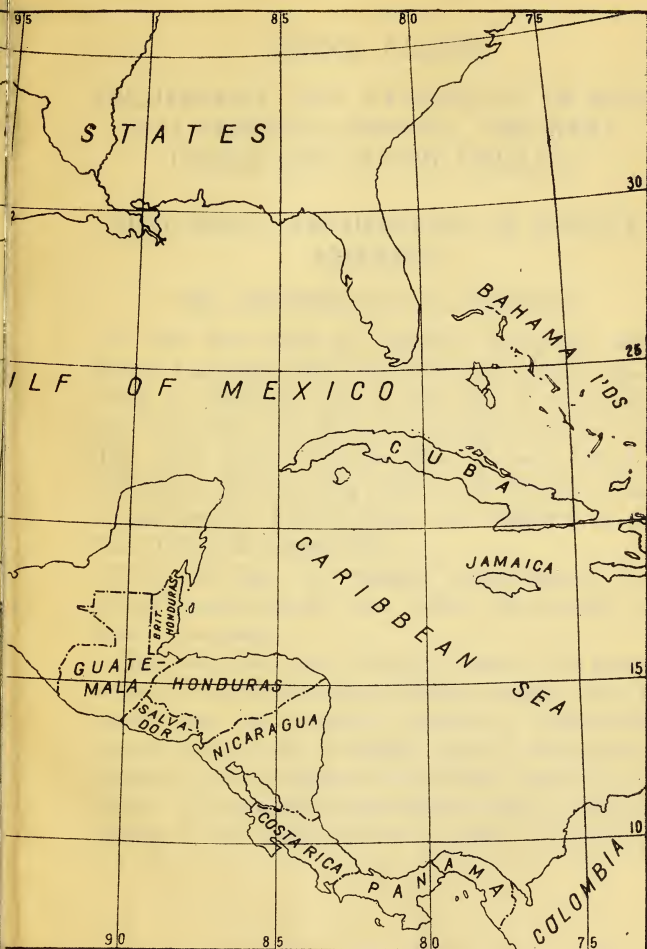 95 85 80 75
STATES
30
BAHAMA I'DS
25
ILF OF MEXICO
CUBA
CARIBBEAN SEA
JAMAICA
BRIT. HONDURAS
GUATE-
MALA
HONDURAS
15
SALVA-
DOR
NICARAGUA
10
COSTA RICA
PANAMA
COLOMBIA
90 85 80 75